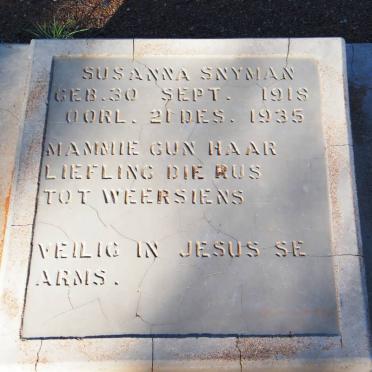 SUSANNA SNYMAN
GEB. 30 SEPT. 1918
OORL. 21 DES. 1935
MAMMIE GUN HAAR
LIEFLING DIE RUS
TOT WEERSIENS
VEILIG IN JESUS SE
ARMS.